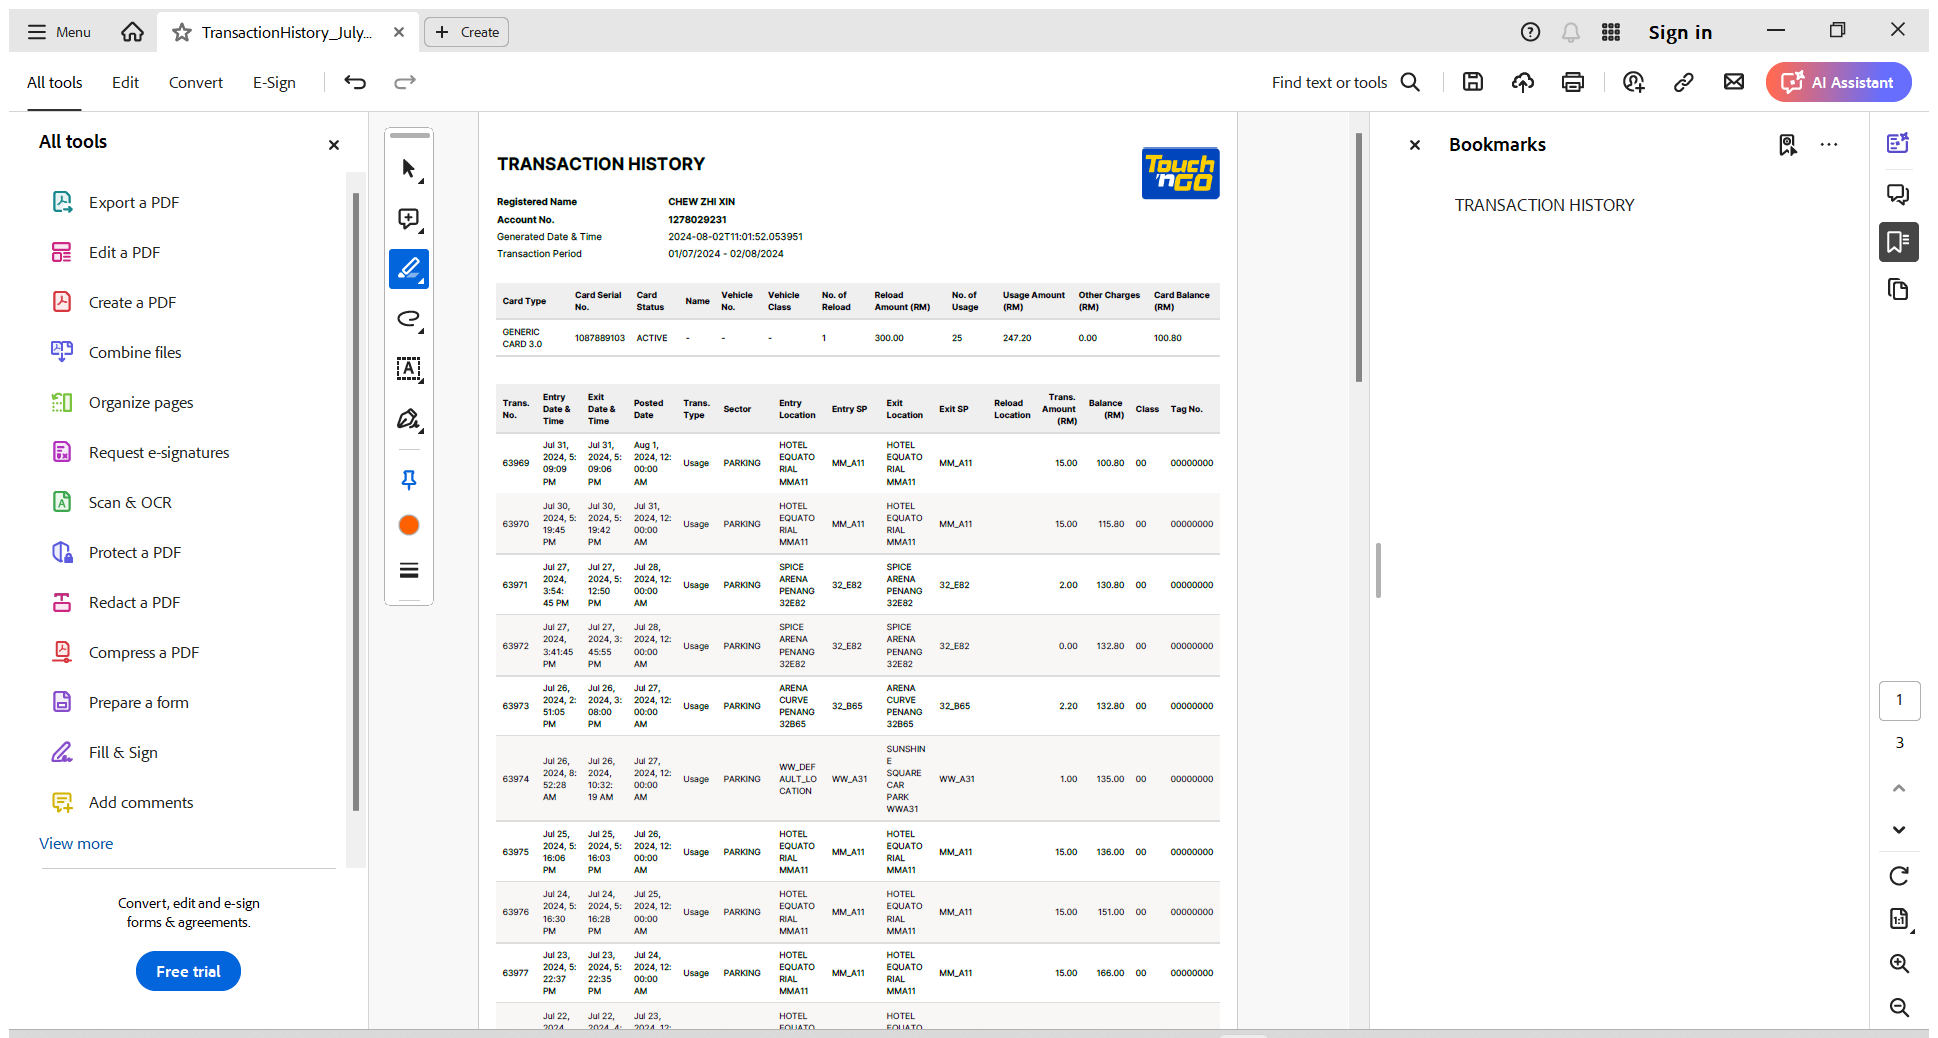 Menu
TransactionHistory_July...
Create
Sign in
All tools
Edit
Convert
E-Sign
Find text or tools
AI Assistant
All tools
Export a PDF
Edit a PDF
Create a PDF
Combine files
Organize pages
Request e-signatures
Scan & OCR
Protect a PDF
Redact a PDF
Compress a PDF
Prepare a form
Fill & Sign
Add comments
View more
Convert, edit and e-sign
forms & agreements.
Free trial
TRANSACTION HISTORY
Touch
'n GO
Registered Name CHEW ZHI XIN
Account No. 1278029231
Generated Date & Time 2024-08-02T11:01:52.053951
Transaction Period 01/07/2024 - 02/08/2024
Card Type Card Serial No. Card Status Name Vehicle No. Vehicle Class No. of Reload Reload Amount (RM) No. of Usage Usage Amount (RM) Other Charges (RM) Card Balance (RM)
GENERIC CARD 3.0 1087889103 ACTIVE - - - 1 300.00 25 247.20 0.00 100.80
Trans. No. Entry Date & Time Exit Date & Time Posted Date Trans. Type Sector Entry Location Entry SP Exit Location Exit SP Reload Location Trans. Amount (RM) Balance (RM) Class Tag No.
63969 Jul 31, 2024, 5:09:09 PM Jul 31, 2024, 5:09:06 PM Aug 1, 2024, 12:00:00 AM Usage PARKING HOTEL EQUATORIAL MMA11 MM_A11 HOTEL EQUATORIAL MMA11 MM_A11 15.00 100.80 00 00000000
63970 Jul 30, 2024, 5:19:45 PM Jul 30, 2024, 5:19:42 PM Jul 31, 2024, 12:00:00 AM Usage PARKING HOTEL EQUATORIAL MMA11 MM_A11 HOTEL EQUATORIAL MMA11 MM_A11 15.00 115.80 00 00000000
63971 Jul 27, 2024, 3:54:45 PM Jul 27, 2024, 5:12:50 PM Jul 28, 2024, 12:00:00 AM Usage PARKING SPICE ARENA PENANG 32E82 32_E82 SPICE ARENA PENANG 32E82 32_E82 2.00 130.80 00 00000000
63972 Jul 27, 2024, 3:41:45 PM Jul 27, 2024, 3:45:55 PM Jul 28, 2024, 12:00:00 AM Usage PARKING SPICE ARENA PENANG 32E82 32_E82 SPICE ARENA PENANG 32E82 32_E82 0.00 132.80 00 00000000
63973 Jul 26, 2024, 2:51:05 PM Jul 26, 2024, 3:08:00 PM Jul 27, 2024, 12:00:00 AM Usage PARKING ARENA CURVE PENANG 32B65 32_B65 ARENA CURVE PENANG 32B65 32_B65 2.20 132.80 00 00000000
63974 Jul 26, 2024, 8:52:28 AM Jul 26, 2024, 10:32:19 AM Jul 27, 2024, 12:00:00 AM Usage PARKING WW_DEFAULT_LOCATION WW_A31 SUNSHINE SQUARE CAR PARK WWA31 WW_A31 1.00 135.00 00 00000000
63975 Jul 25, 2024, 5:16:06 PM Jul 25, 2024, 5:16:03 PM Jul 26, 2024, 12:00:00 AM Usage PARKING HOTEL EQUATORIAL MMA11 MM_A11 HOTEL EQUATORIAL MMA11 MM_A11 15.00 136.00 00 00000000
63976 Jul 24, 2024, 5:16:30 PM Jul 24, 2024, 5:16:28 PM Jul 25, 2024, 12:00:00 AM Usage PARKING HOTEL EQUATORIAL MMA11 MM_A11 HOTEL EQUATORIAL MMA11 MM_A11 15.00 151.00 00 00000000
63977 Jul 23, 2024, 5:22:37 PM Jul 23, 2024, 5:22:35 PM Jul 24, 2024, 12:00:00 AM Usage PARKING HOTEL EQUATORIAL MMA11 MM_A11 HOTEL EQUATORIAL MMA11 MM_A11 15.00 166.00 00 00000000
Jul 22, Jul 22, Jul 23, HOTEL HOTEL
Bookmarks
TRANSACTION HISTORY
1
3